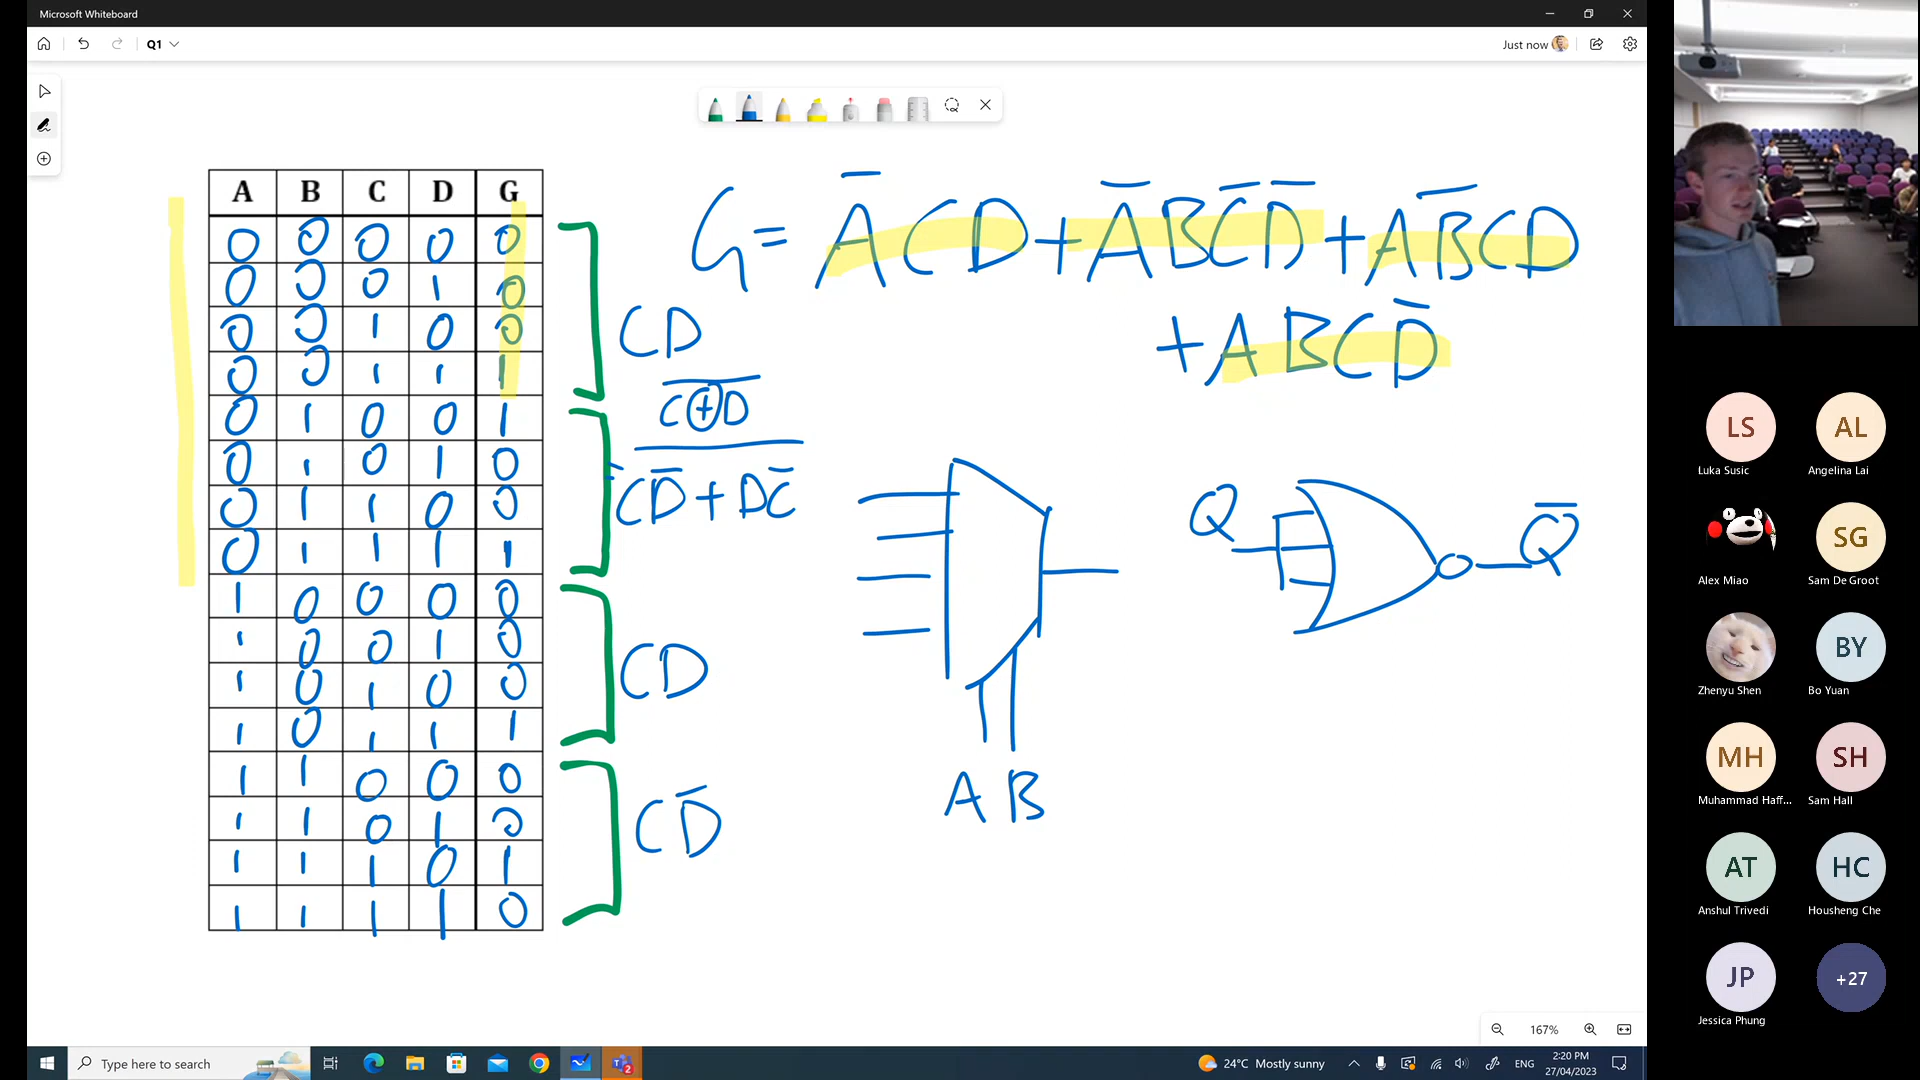 Microsoft Whiteboard
Q1
Just now
A B C D G
0 0 0 0 0
0 0 0 1 0
0 0 1 0 0
0 0 1 1 1
0 1 0 0 1
0 1 0 1 0
0 1 1 0 0
0 1 1 1 1
1 0 0 0 0
1 0 0 1 0
1 0 1 0 0
1 0 1 1 1
1 1 0 0 0
1 1 0 1 0
1 1 1 0 1
1 1 1 1 0
CD
C⊕D
CD̅ + DC̅
CD
CD̅
G = A̅CD + A̅BC̅D̅ + AB̅CD
+ ABCD̅
A B
Q
Q̅
LS
AL
Luka Susic
Angelina Lai
SG
Alex Miao
Sam De Groot
BY
Zhenyu Shen
Bo Yuan
MH
SH
Muhammad Haff...
Sam Hall
AT
HC
Anshul Trivedi
Housheng Che
JP
+27
Jessica Phung
167%
Type here to search
2
24°C Mostly sunny
ENG
2:20 PM
27/04/2023